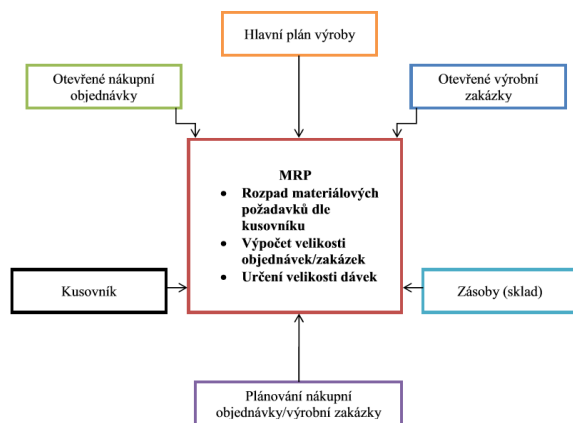 Hlavní plán výroby
Otevřené nákupní
objednávky
Otevřené výrobní
zakázky
MRP
• Rozpad materiálových
požadavků dle
kusovníku
• Výpočet velikosti
objednávek/zakázek
• Určení velikosti dávek
Kusovník
Zásoby (sklad)
Plánování nákupní
objednávky/výrobní zakázky